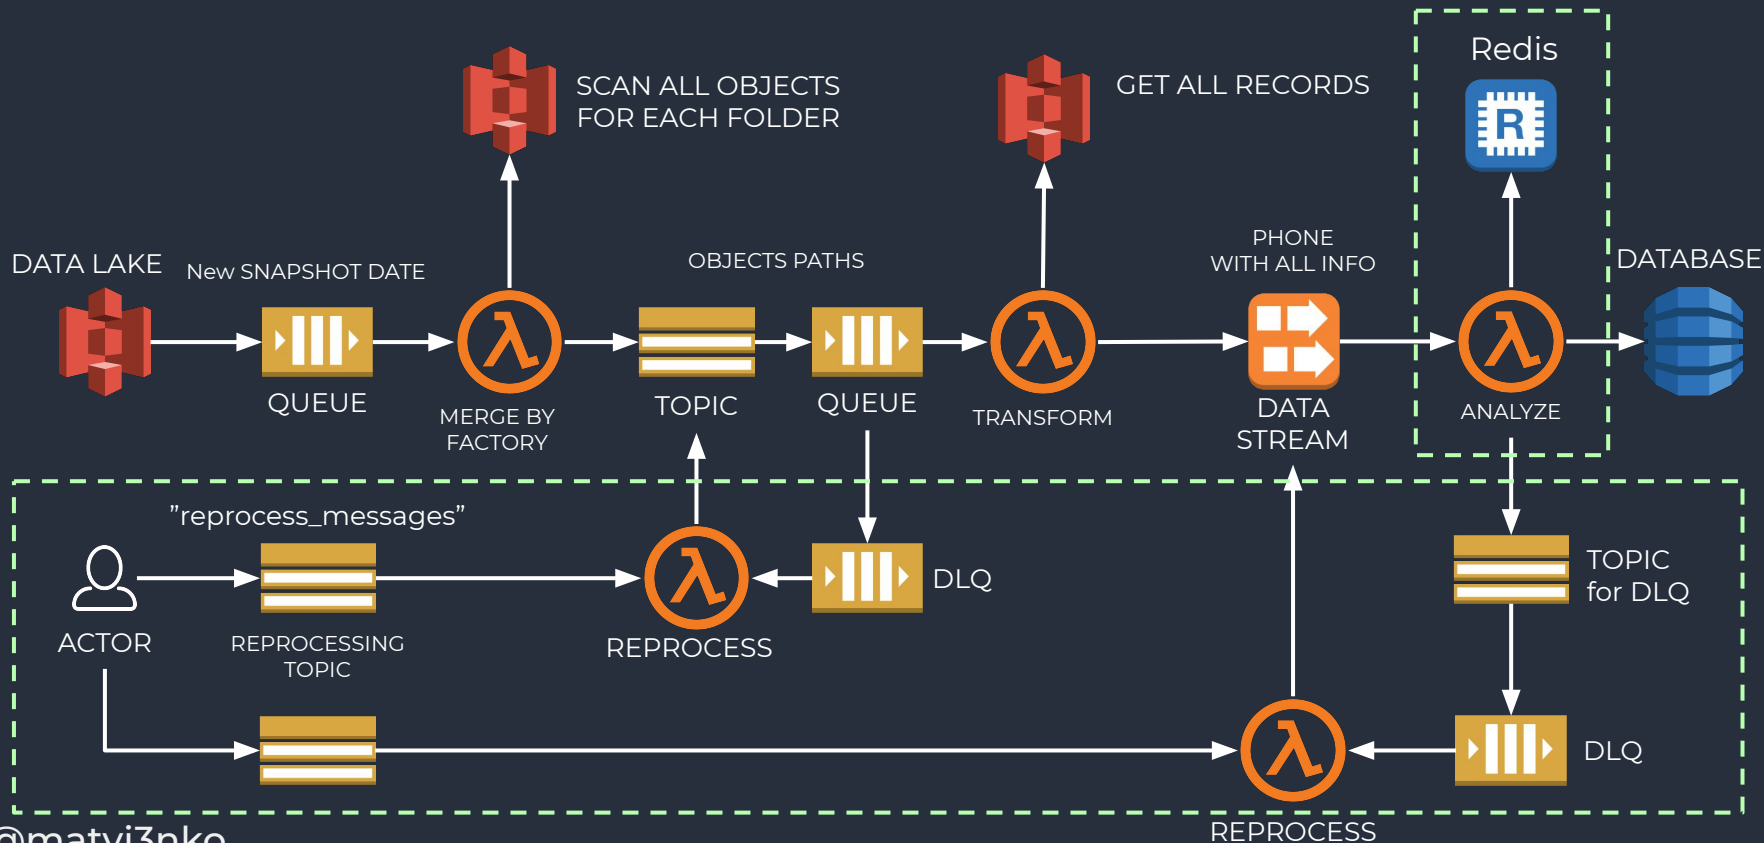 Redis
SCAN ALL OBJECTS
FOR EACH FOLDER
GET ALL RECORDS
R
PHONE
WITH ALL INFO
DATA LAKE
New SNAPSHOT DATE
OBJECTS PATHS
DATABASE
QUEUE
MERGE BY
FACTORY
TOPIC
QUEUE
TRANSFORM
DATA
STREAM
ANALYZE
"reprocess_messages"
ACTOR
REPROCESSING
TOPIC
REPROCESS
DLQ
TOPIC
for DLQ
DLQ
REPROCESS
@matvi3nko